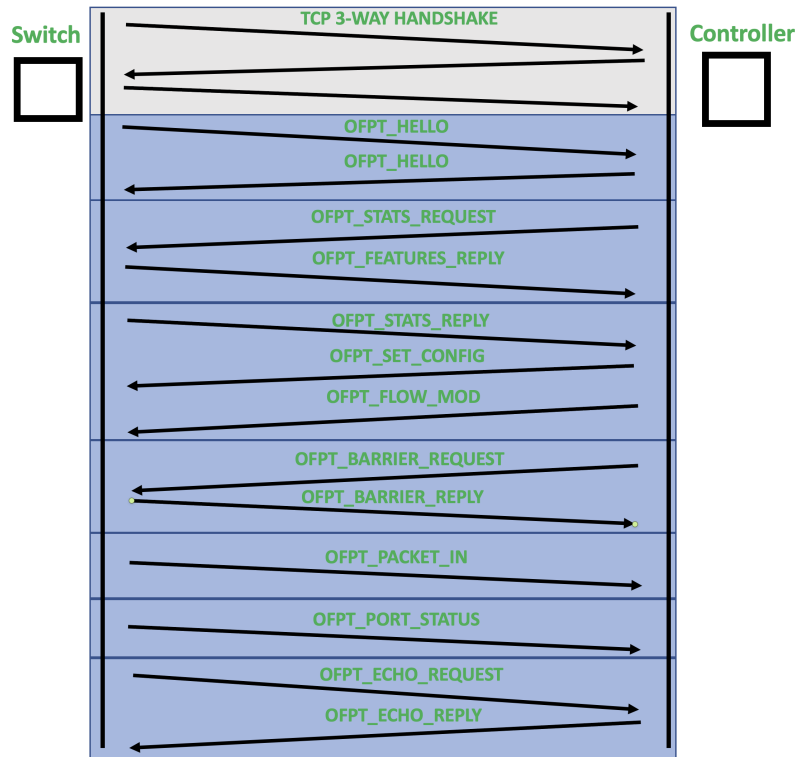 TCP 3-WAY HANDSHAKE
Switch
Controller
OFPT_HELLO
OFPT_HELLO
OFPT_STATS_REQUEST
OFPT_FEATURES_REPLY
OFPT_STATS_REPLY
OFPT_SET_CONFIG
OFPT_FLOW_MOD
OFPT_BARRIER_REQUEST
OFPT_BARRIER_REPLY
OFPT_PACKET_IN
OFPT_PORT_STATUS
OFPT_ECHO_REQUEST
OFPT_ECHO_REPLY